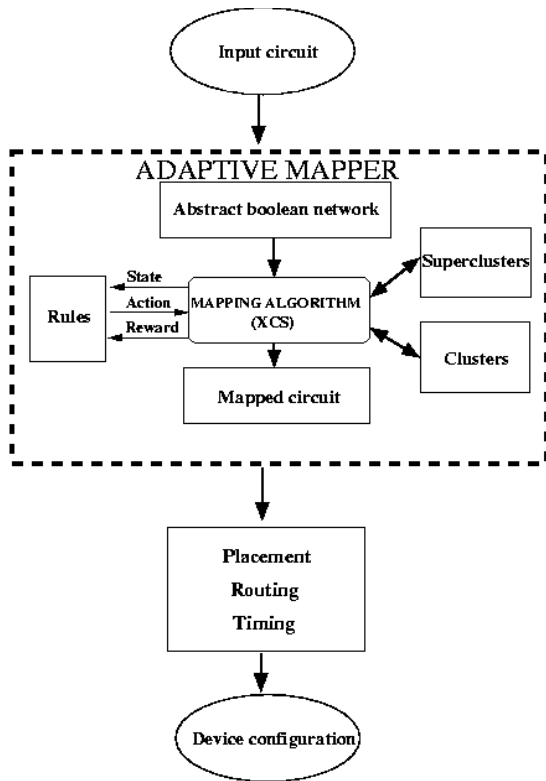 Input circuit
ADAPTIVE MAPPER
Abstract boolean network
State
Action
Reward
Rules
MAPPING ALGORITHM
(XCS)
Superclusters
Clusters
Mapped circuit
Placement
Routing
Timing
Device configuration